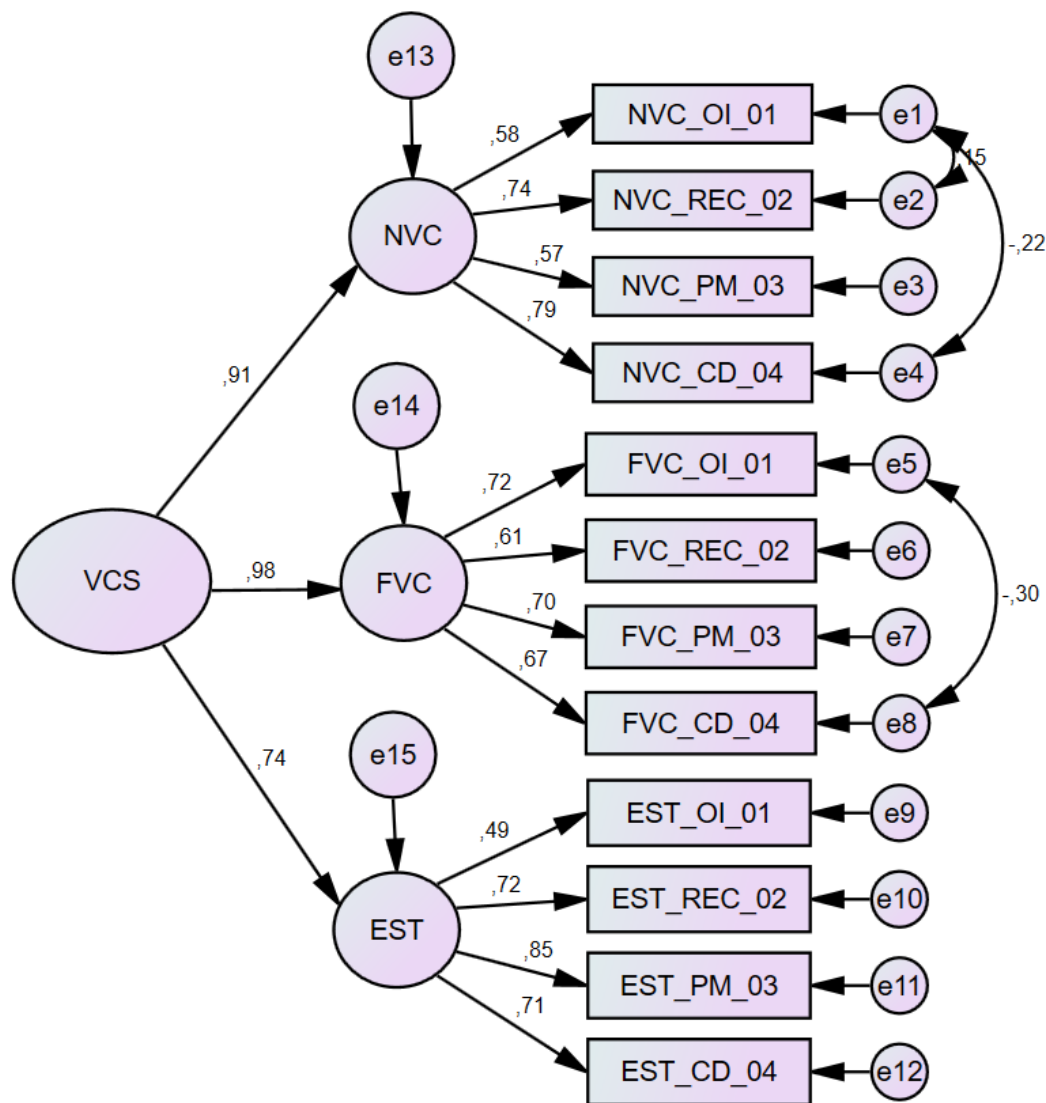 e13
,58
NVC_OI_01
e1
15
,74
NVC_REC_02
e2
NVC
,57
NVC_PM_03
e3
-,22
,79
NVC_CD_04
e4
,91
e14
,72
FVC_OI_01
e5
,61
FVC_REC_02
e6
VCS
,98
FVC
,70
FVC_PM_03
e7
-,30
,67
FVC_CD_04
e8
,74
e15
,49
EST_OI_01
e9
,72
EST_REC_02
e10
EST
,85
EST_PM_03
e11
,71
EST_CD_04
e12